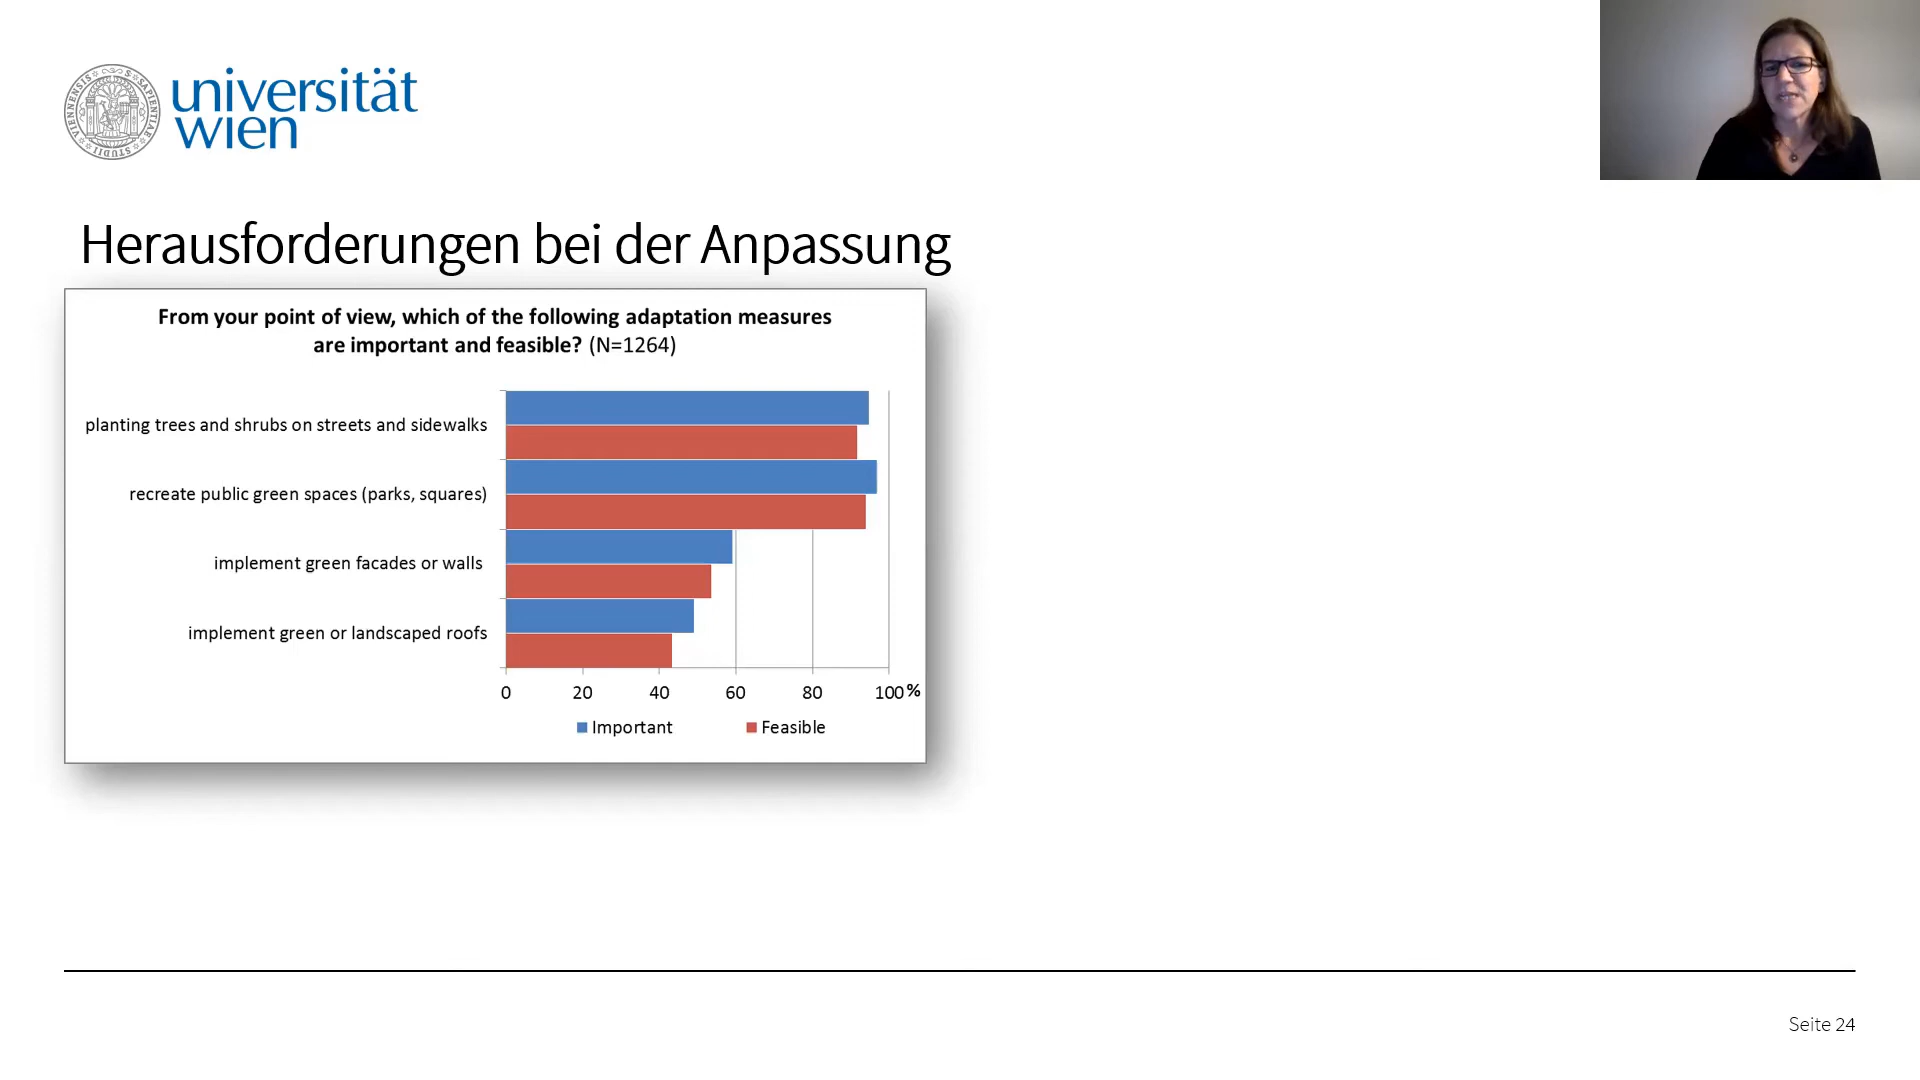 universität
wien
Herausforderungen bei der Anpassung
From your point of view, which of the following adaptation measures
are important and feasible? (N=1264)
planting trees and shrubs on streets and sidewalks
recreate public green spaces (parks, squares)
implement green facades or walls
implement green or landscaped roofs
0 20 40 60 80 100 %
Important Feasible
Seite 24